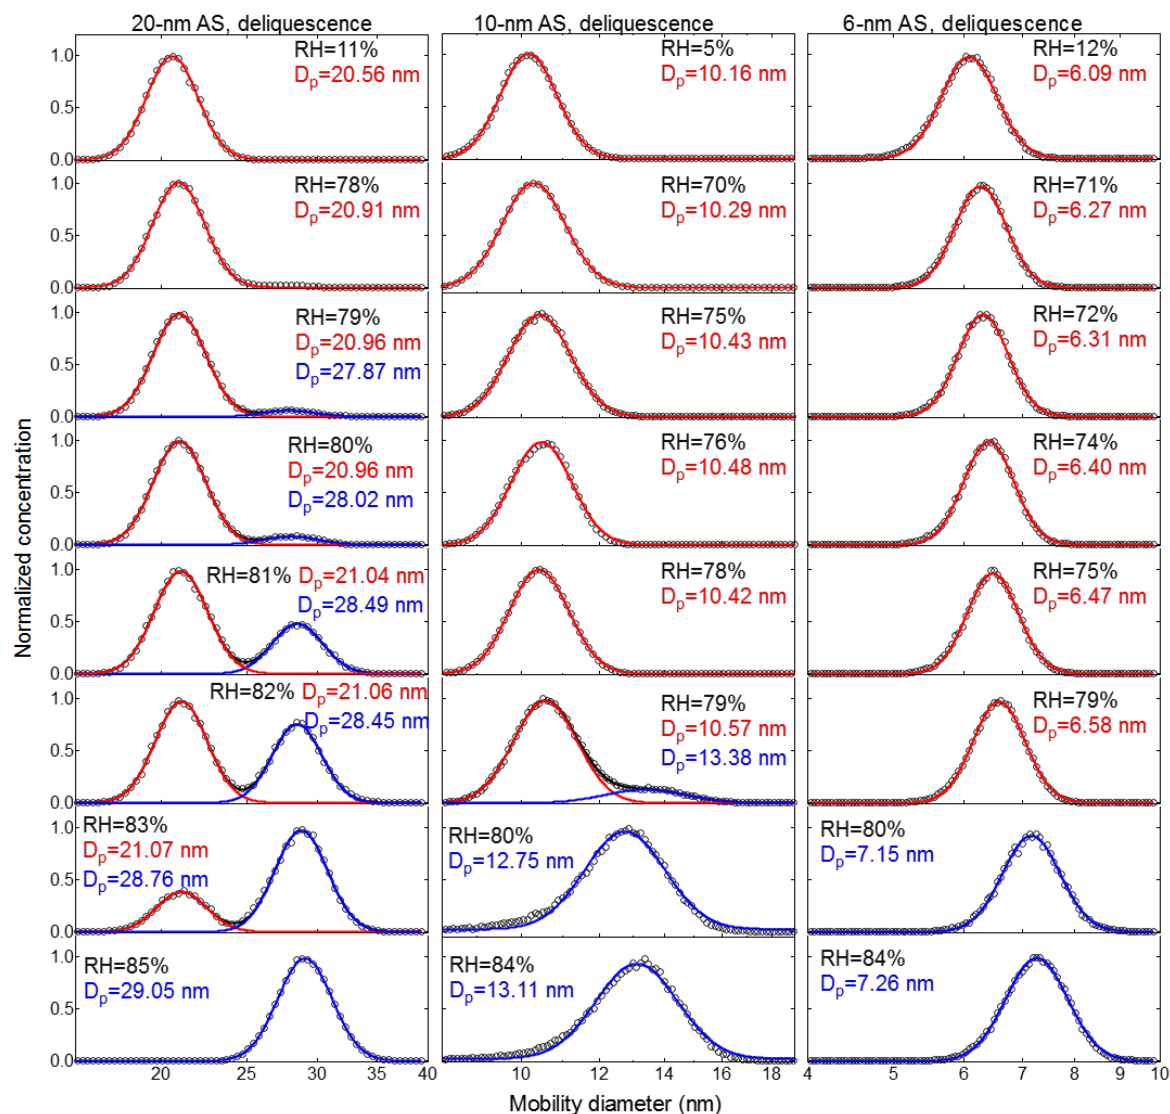 20-nm AS, deliquescence
10-nm AS, deliquescence
6-nm AS, deliquescence
Normalized concentration
1.0
0.5
0.0
RH=11%
Dp=20.56 nm
RH=5%
Dp=10.16 nm
RH=12%
Dp=6.09 nm
1.0
0.5
0.0
RH=78%
Dp=20.91 nm
RH=70%
Dp=10.29 nm
RH=71%
Dp=6.27 nm
1.0
0.5
0.0
RH=79%
Dp=20.96 nm
Dp=27.87 nm
RH=75%
Dp=10.43 nm
RH=72%
Dp=6.31 nm
1.0
0.5
0.0
RH=80%
Dp=20.96 nm
Dp=28.02 nm
RH=76%
Dp=10.48 nm
RH=74%
Dp=6.40 nm
1.0
0.5
0.0
RH=81% Dp=21.04 nm
Dp=28.49 nm
RH=78%
Dp=10.42 nm
RH=75%
Dp=6.47 nm
1.0
0.5
0.0
RH=82% Dp=21.06 nm
Dp=28.45 nm
RH=79%
Dp=10.57 nm
Dp=13.38 nm
RH=79%
Dp=6.58 nm
1.0
0.5
0.0
RH=83%
Dp=21.07 nm
Dp=28.76 nm
RH=80%
Dp=12.75 nm
RH=80%
Dp=7.15 nm
1.0
0.5
0.0
RH=85%
Dp=29.05 nm
RH=84%
Dp=13.11 nm
RH=84%
Dp=7.26 nm
20 25 30 35 40
10 12 14 16 18
4 5 6 7 8 9 10
Mobility diameter (nm)